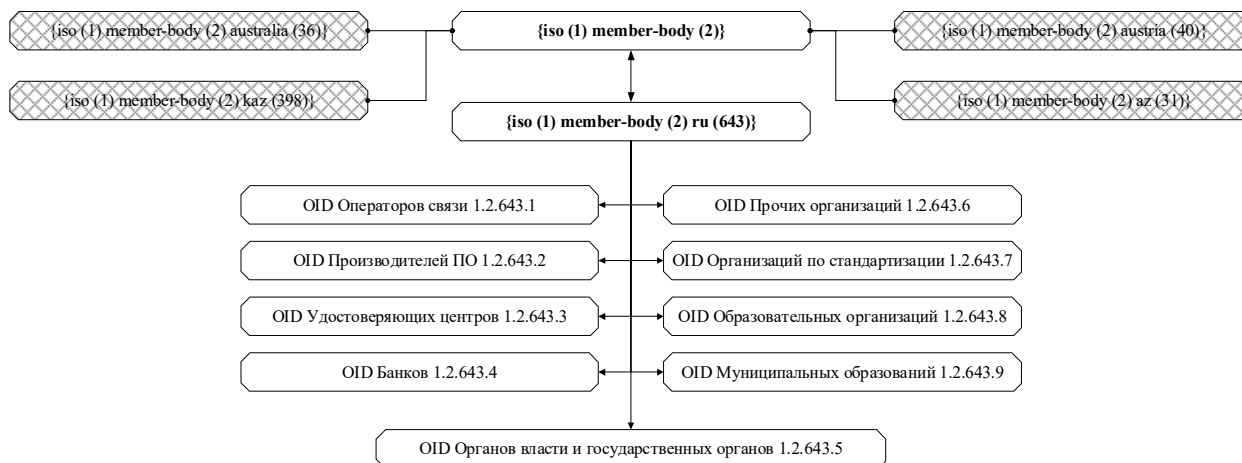 {iso (1) member-body (2) australia (36)}
{iso (1) member-body (2)}
{iso (1) member-body (2) austria (40)}
{iso (1) member-body (2) kaz (398)}
{iso (1) member-body (2) az (31)}
{iso (1) member-body (2) ru (643)}
OID Операторов связи 1.2.643.1
OID Прочих организаций 1.2.643.6
OID Производителей ПО 1.2.643.2
OID Организаций по стандартизации 1.2.643.7
OID Удостоверяющих центров 1.2.643.3
OID Образовательных организаций 1.2.643.8
OID Банков 1.2.643.4
OID Муниципальных образований 1.2.643.9
OID Органов власти и государственных органов 1.2.643.5